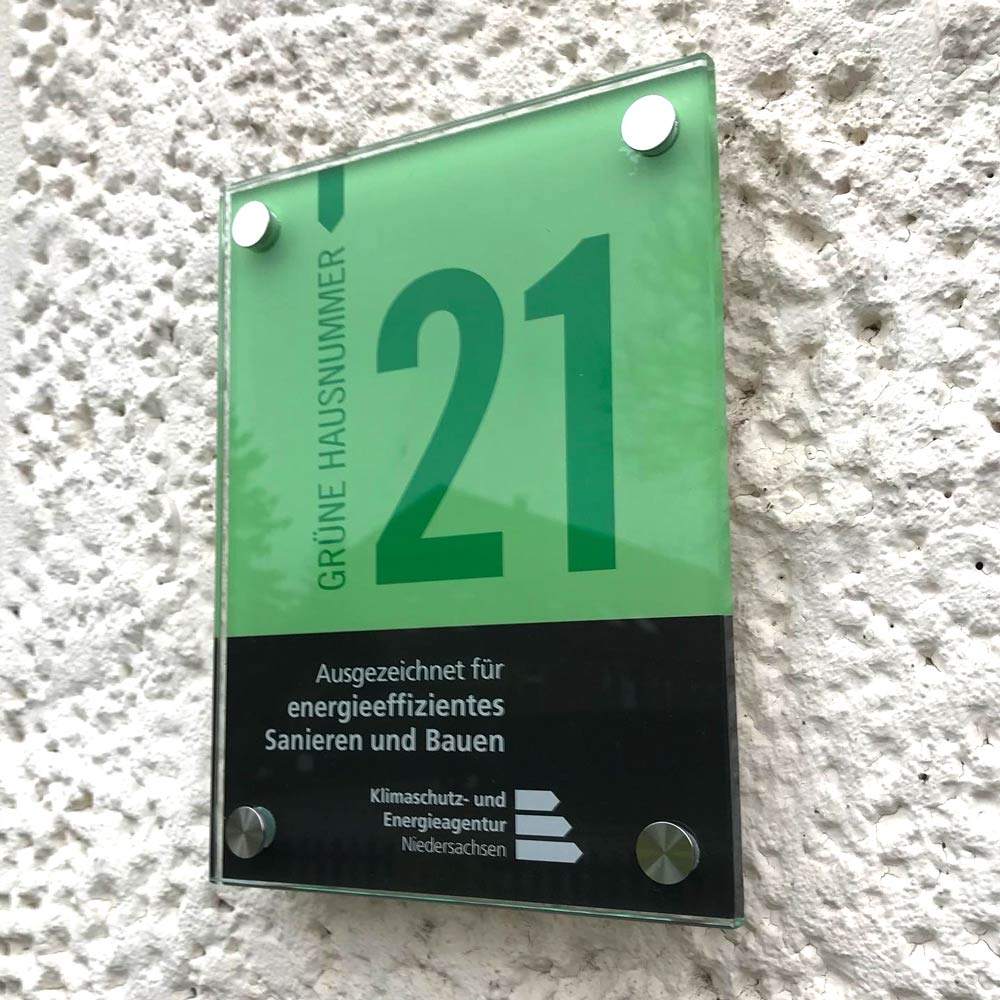 GRÜNE HAUSNUMMER
21
Ausgezeichnet für
energieeffizientes
Sanieren und Bauen
Klimaschutz- und
Energieagentur
Niedersachsen